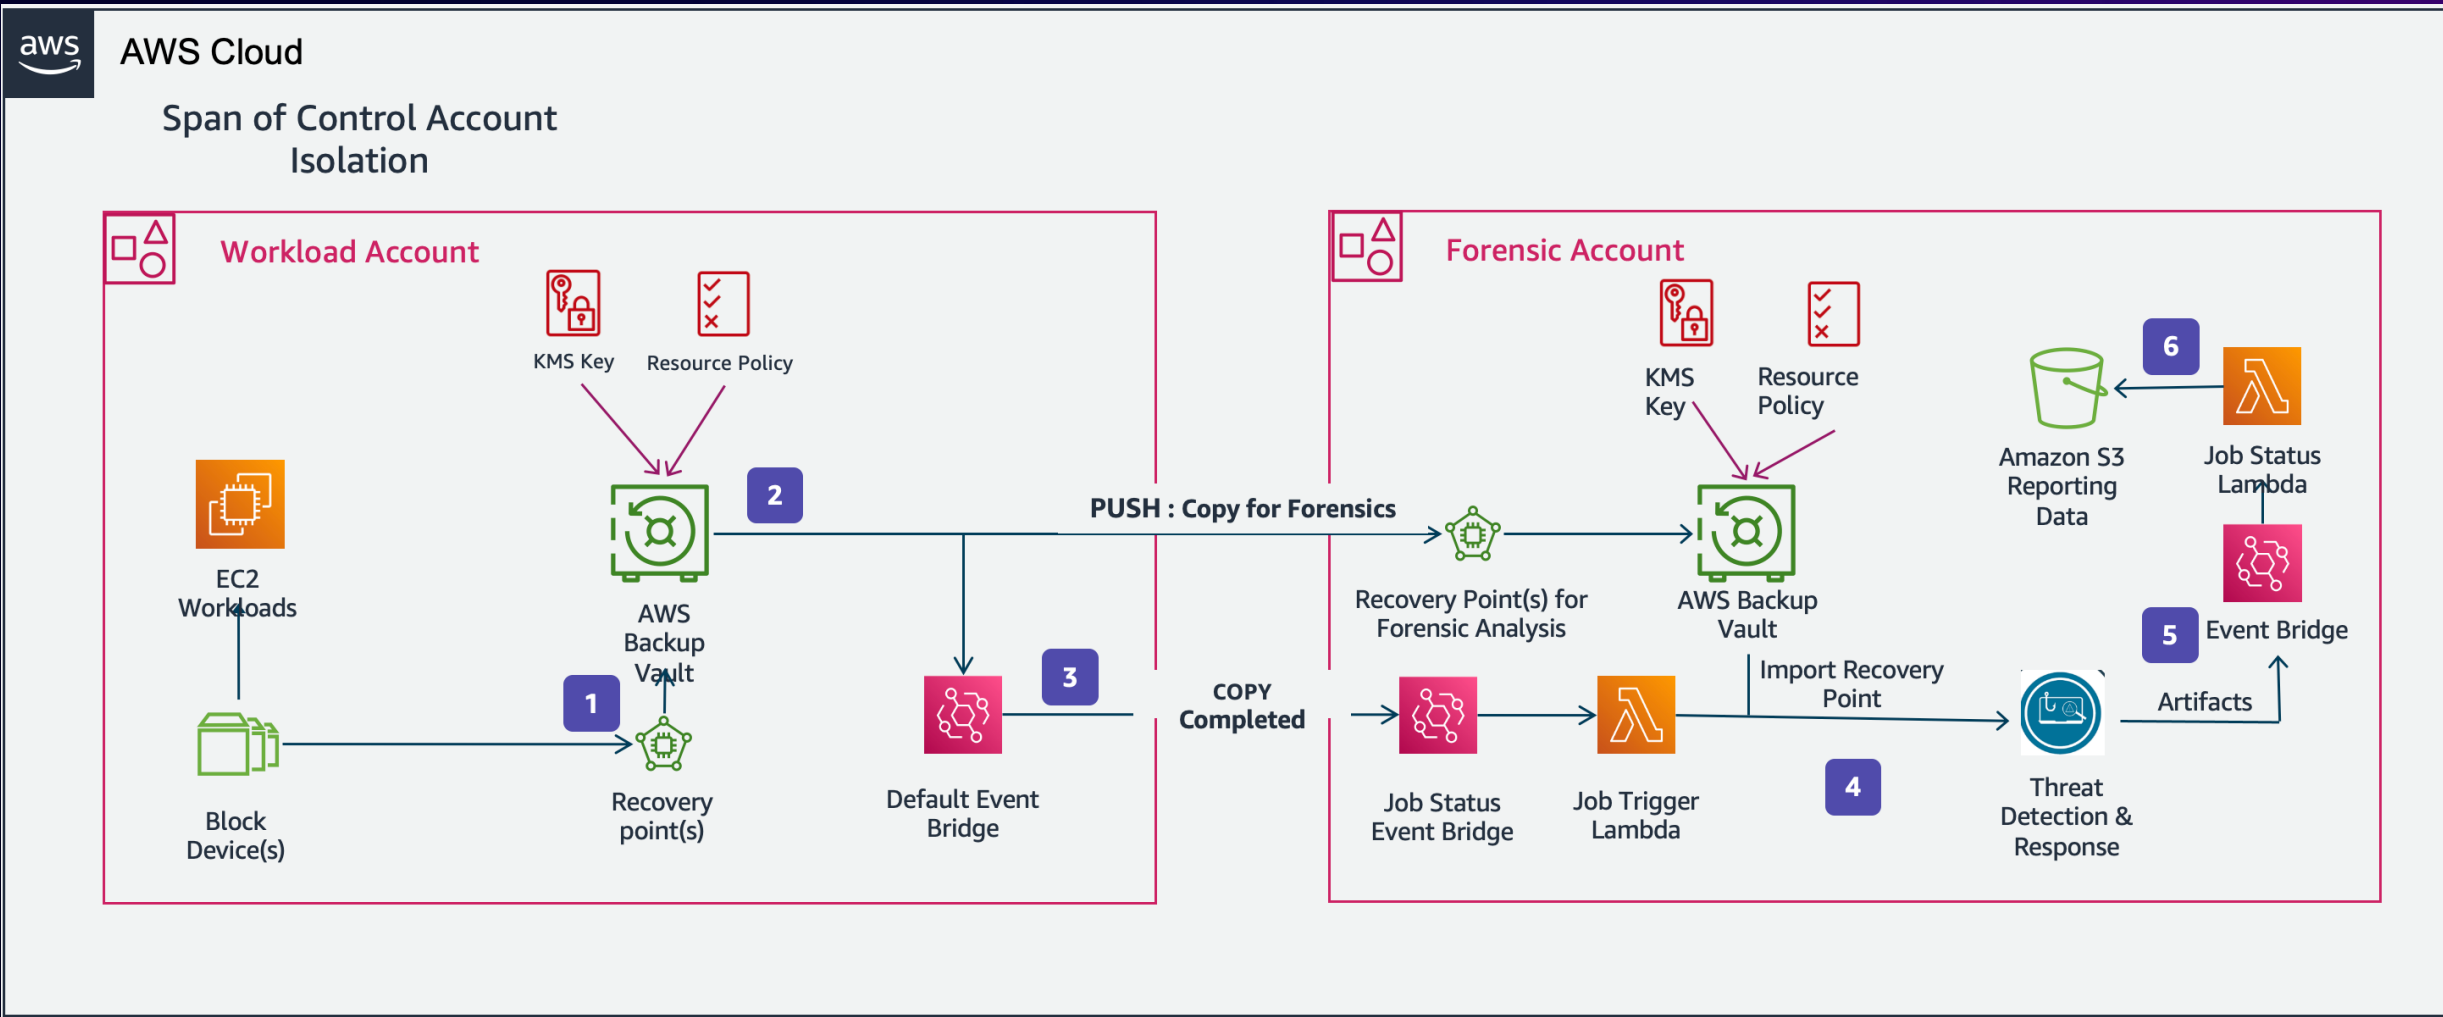 aws
AWS Cloud
Span of Control Account
Isolation
Workload Account
KMS Key
Resource Policy
EC2
Workloads
Block
Device(s)
1
Recovery
point(s)
AWS
Backup
Vault
2
Default Event
Bridge
3
PUSH : Copy for Forensics
COPY
Completed
Forensic Account
KMS
Key
Resource
Policy
Recovery Point(s) for
Forensic Analysis
AWS Backup
Vault
Job Status
Event Bridge
Job Trigger
Lambda
Import Recovery
Point
4
Threat
Detection &
Response
Artifacts
5
Event Bridge
Job Status
Lambda
6
Amazon S3
Reporting
Data